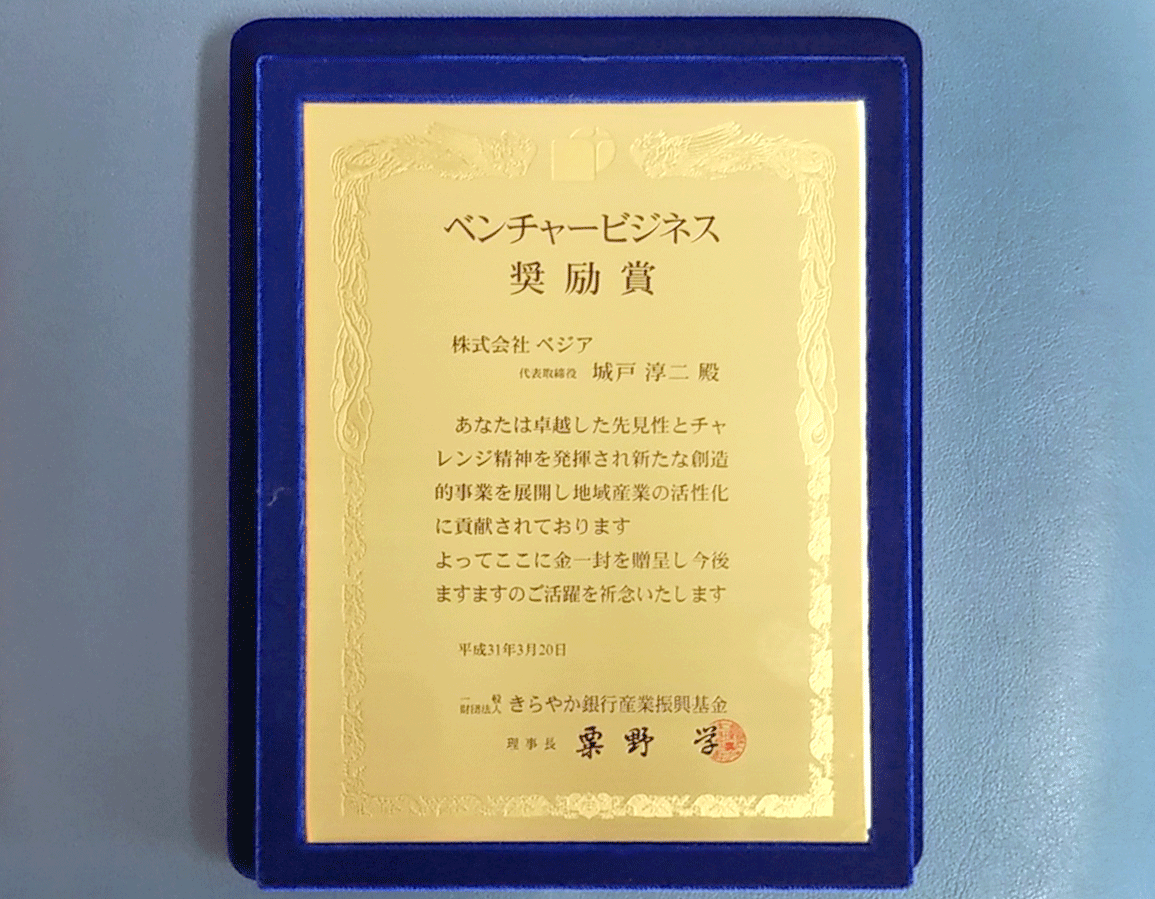 ベンチャービジネス
奨励賞
株式会社 ベジア
代表取締役 城戸 淳二 殿
あなたは卓越した先見性とチャ
レンジ精神を発揮され新たな創造
的事業を展開し地域産業の活性化
に貢献されております
よってここに金一封を贈呈し今後
ますますのご活躍を祈念いたします
平成31年3月20日
一般財団法人 きらやか銀行産業振興基金
理事長 粟野 学